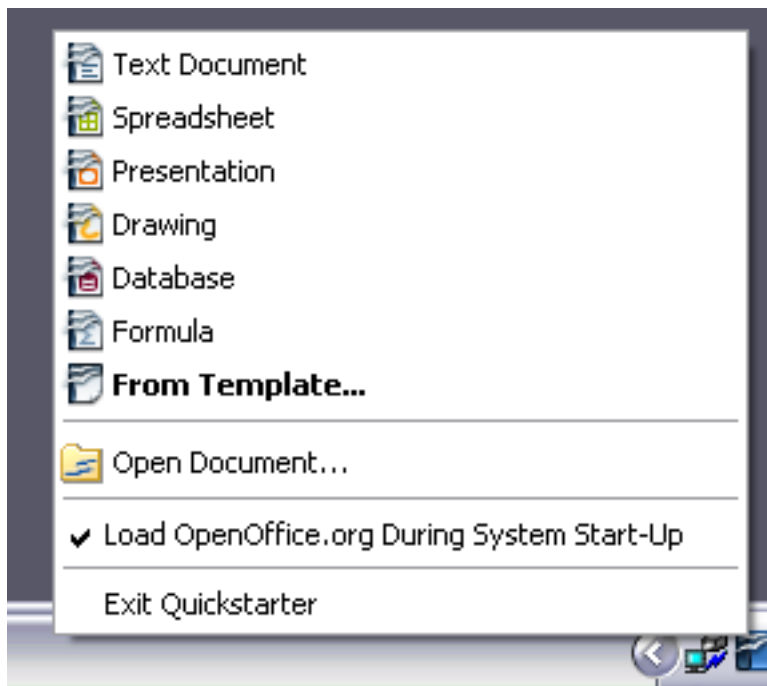 Text Document
Spreadsheet
Presentation
Drawing
Database
Formula
From Template...
Open Document...
Load OpenOffice.org During System Start-Up
Exit Quickstarter